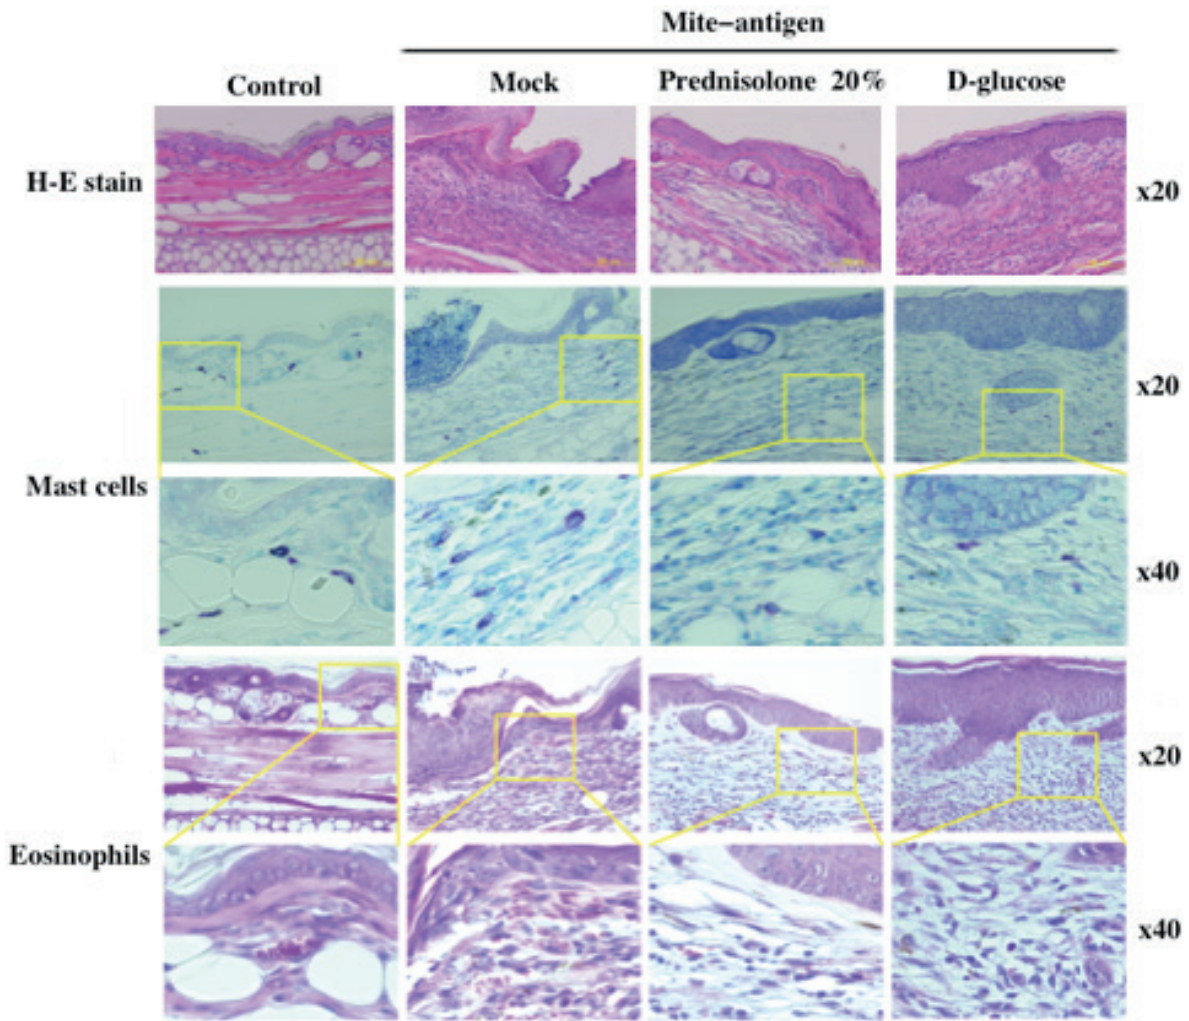 Mite–antigen
Control Mock Prednisolone 20% D-glucose
H-E stain x20
x20
Mast cells
x40
x20
Eosinophils
x40